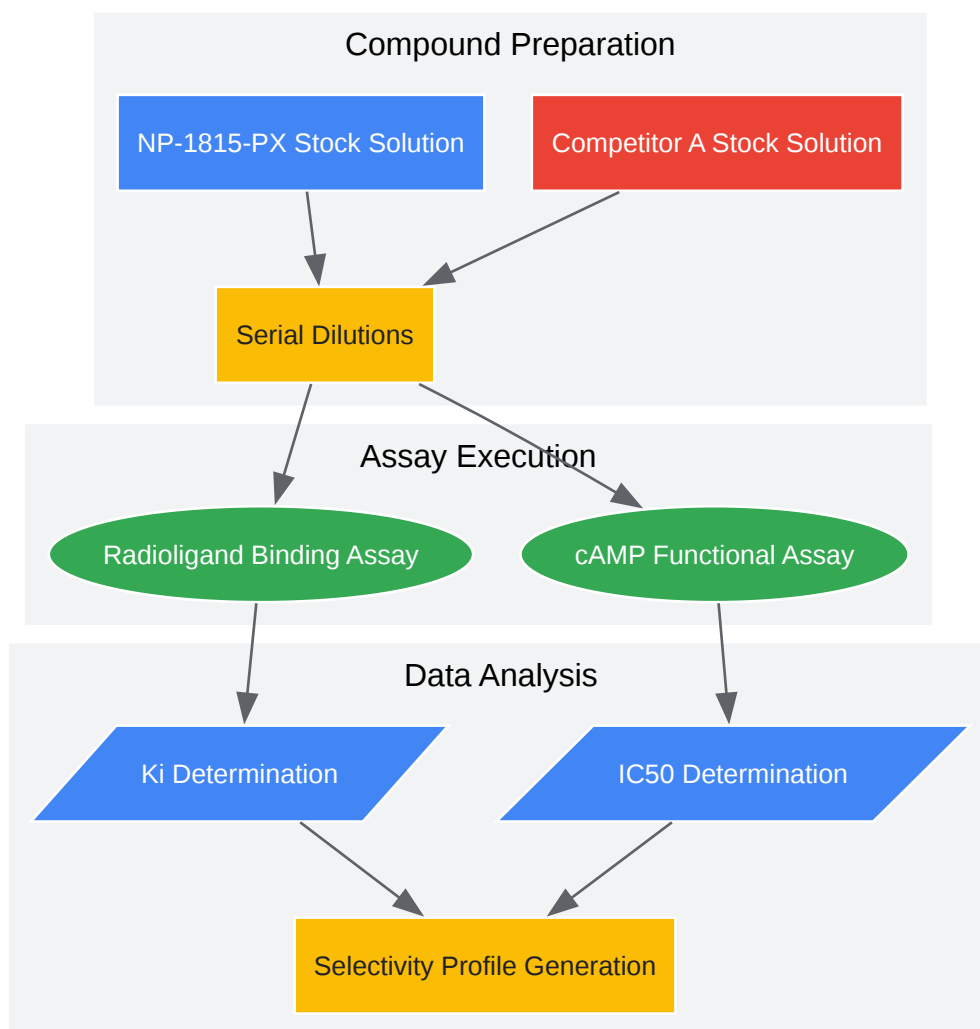 Compound Preparation
NP-1815-PX Stock Solution
Competitor A Stock Solution
Serial Dilutions
Assay Execution
Radioligand Binding Assay
cAMP Functional Assay
Data Analysis
Ki Determination
IC50 Determination
Selectivity Profile Generation